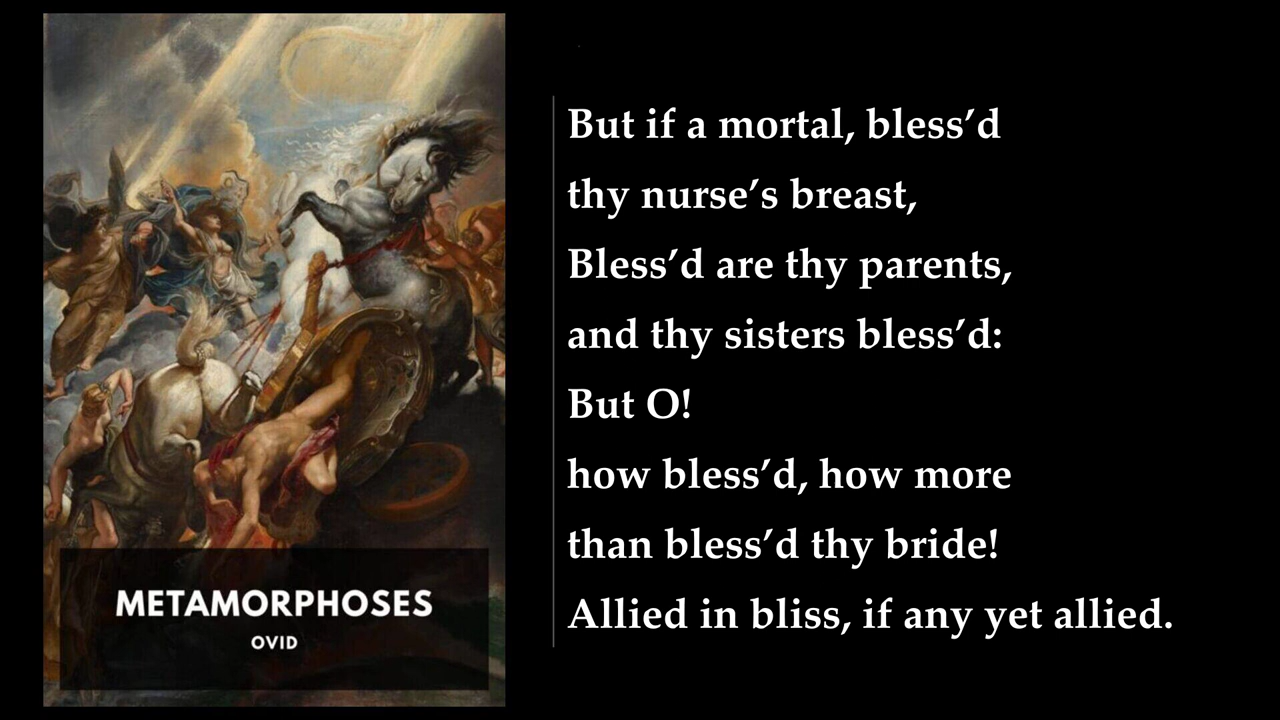 METAMORPHOSES
OVID
But if a mortal, bless’d
thy nurse’s breast,
Bless’d are thy parents,
and thy sisters bless’d:
But O!
how bless’d, how more
than bless’d thy bride!
Allied in bliss, if any yet allied.